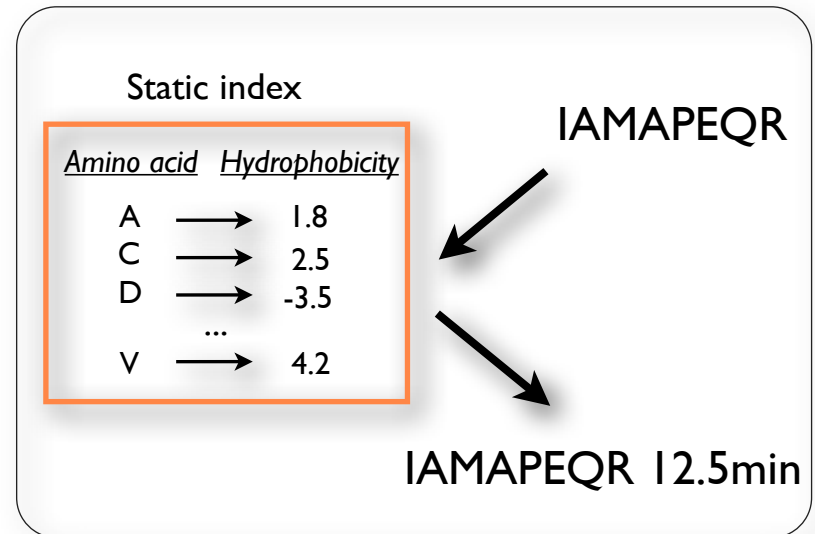 Static index
IAMAPEQR
Amino acid Hydrophobicity
A 1.8
C 2.5
D -3.5
...
V 4.2
IAMAPEQR 12.5min